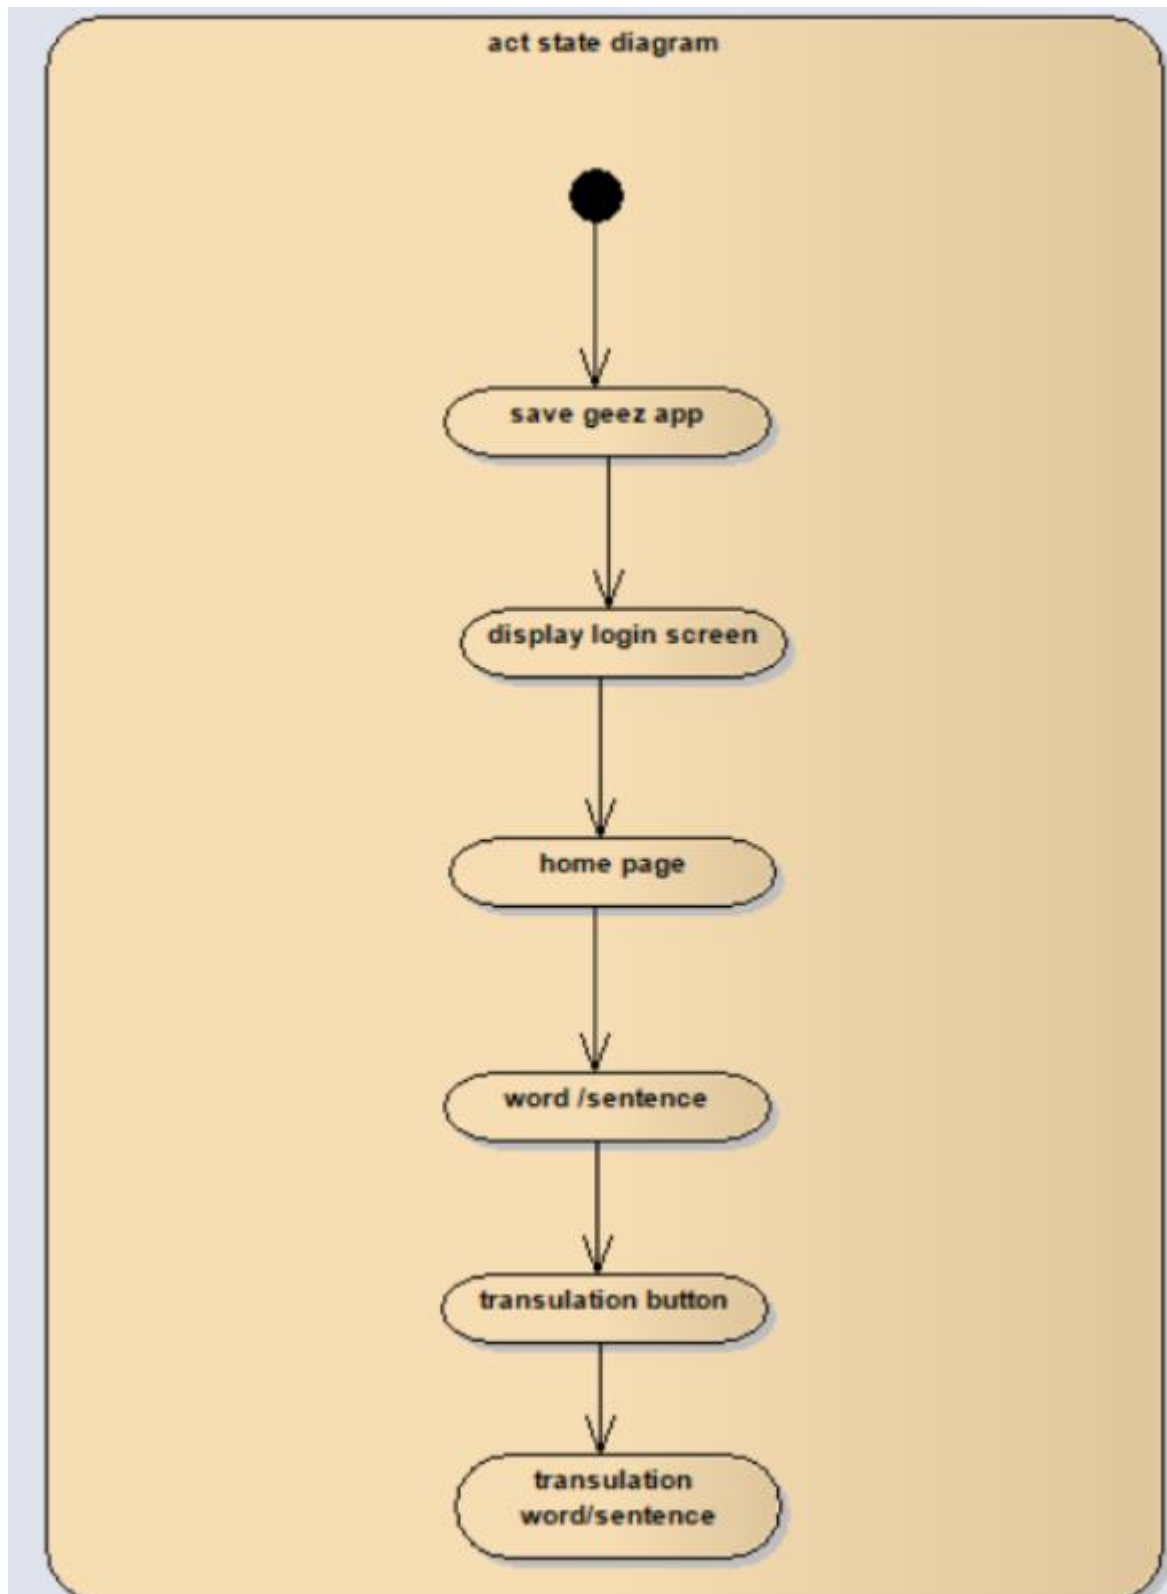 act state diagram
save geez app
display login screen
home page
word /sentence
transulation button
transulation
word/sentence